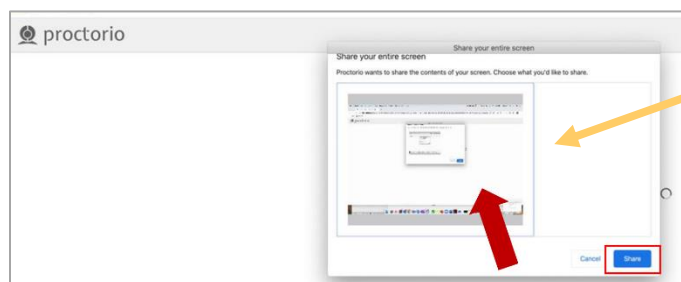 proctorio
Share your entire screen
Share your entire screen
Proctorio wants to share the contents of your screen. Choose what you'd like to share.
Cancel
Share